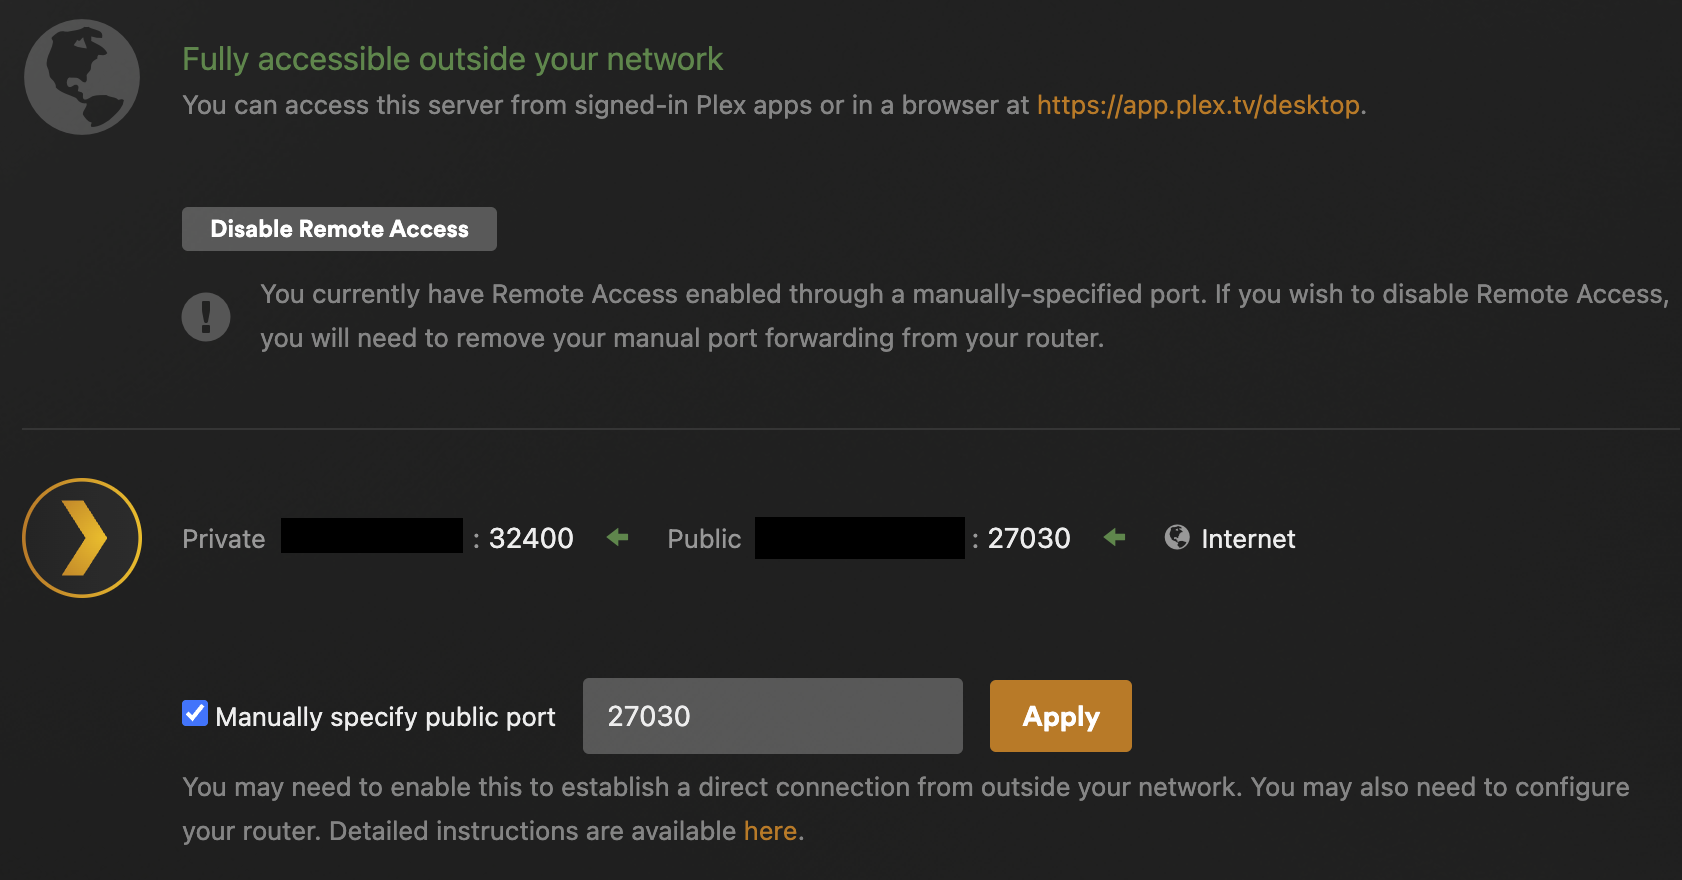 Fully accessible outside your network
You can access this server from signed-in Plex apps or in a browser at https://app.plex.tv/desktop.
Disable Remote Access
You currently have Remote Access enabled through a manually-specified port. If you wish to disable Remote Access,
you will need to remove your manual port forwarding from your router.
Private : 32400 Public : 27030 Internet
Manually specify public port 27030 Apply
You may need to enable this to establish a direct connection from outside your network. You may also need to configure
your router. Detailed instructions are available here.